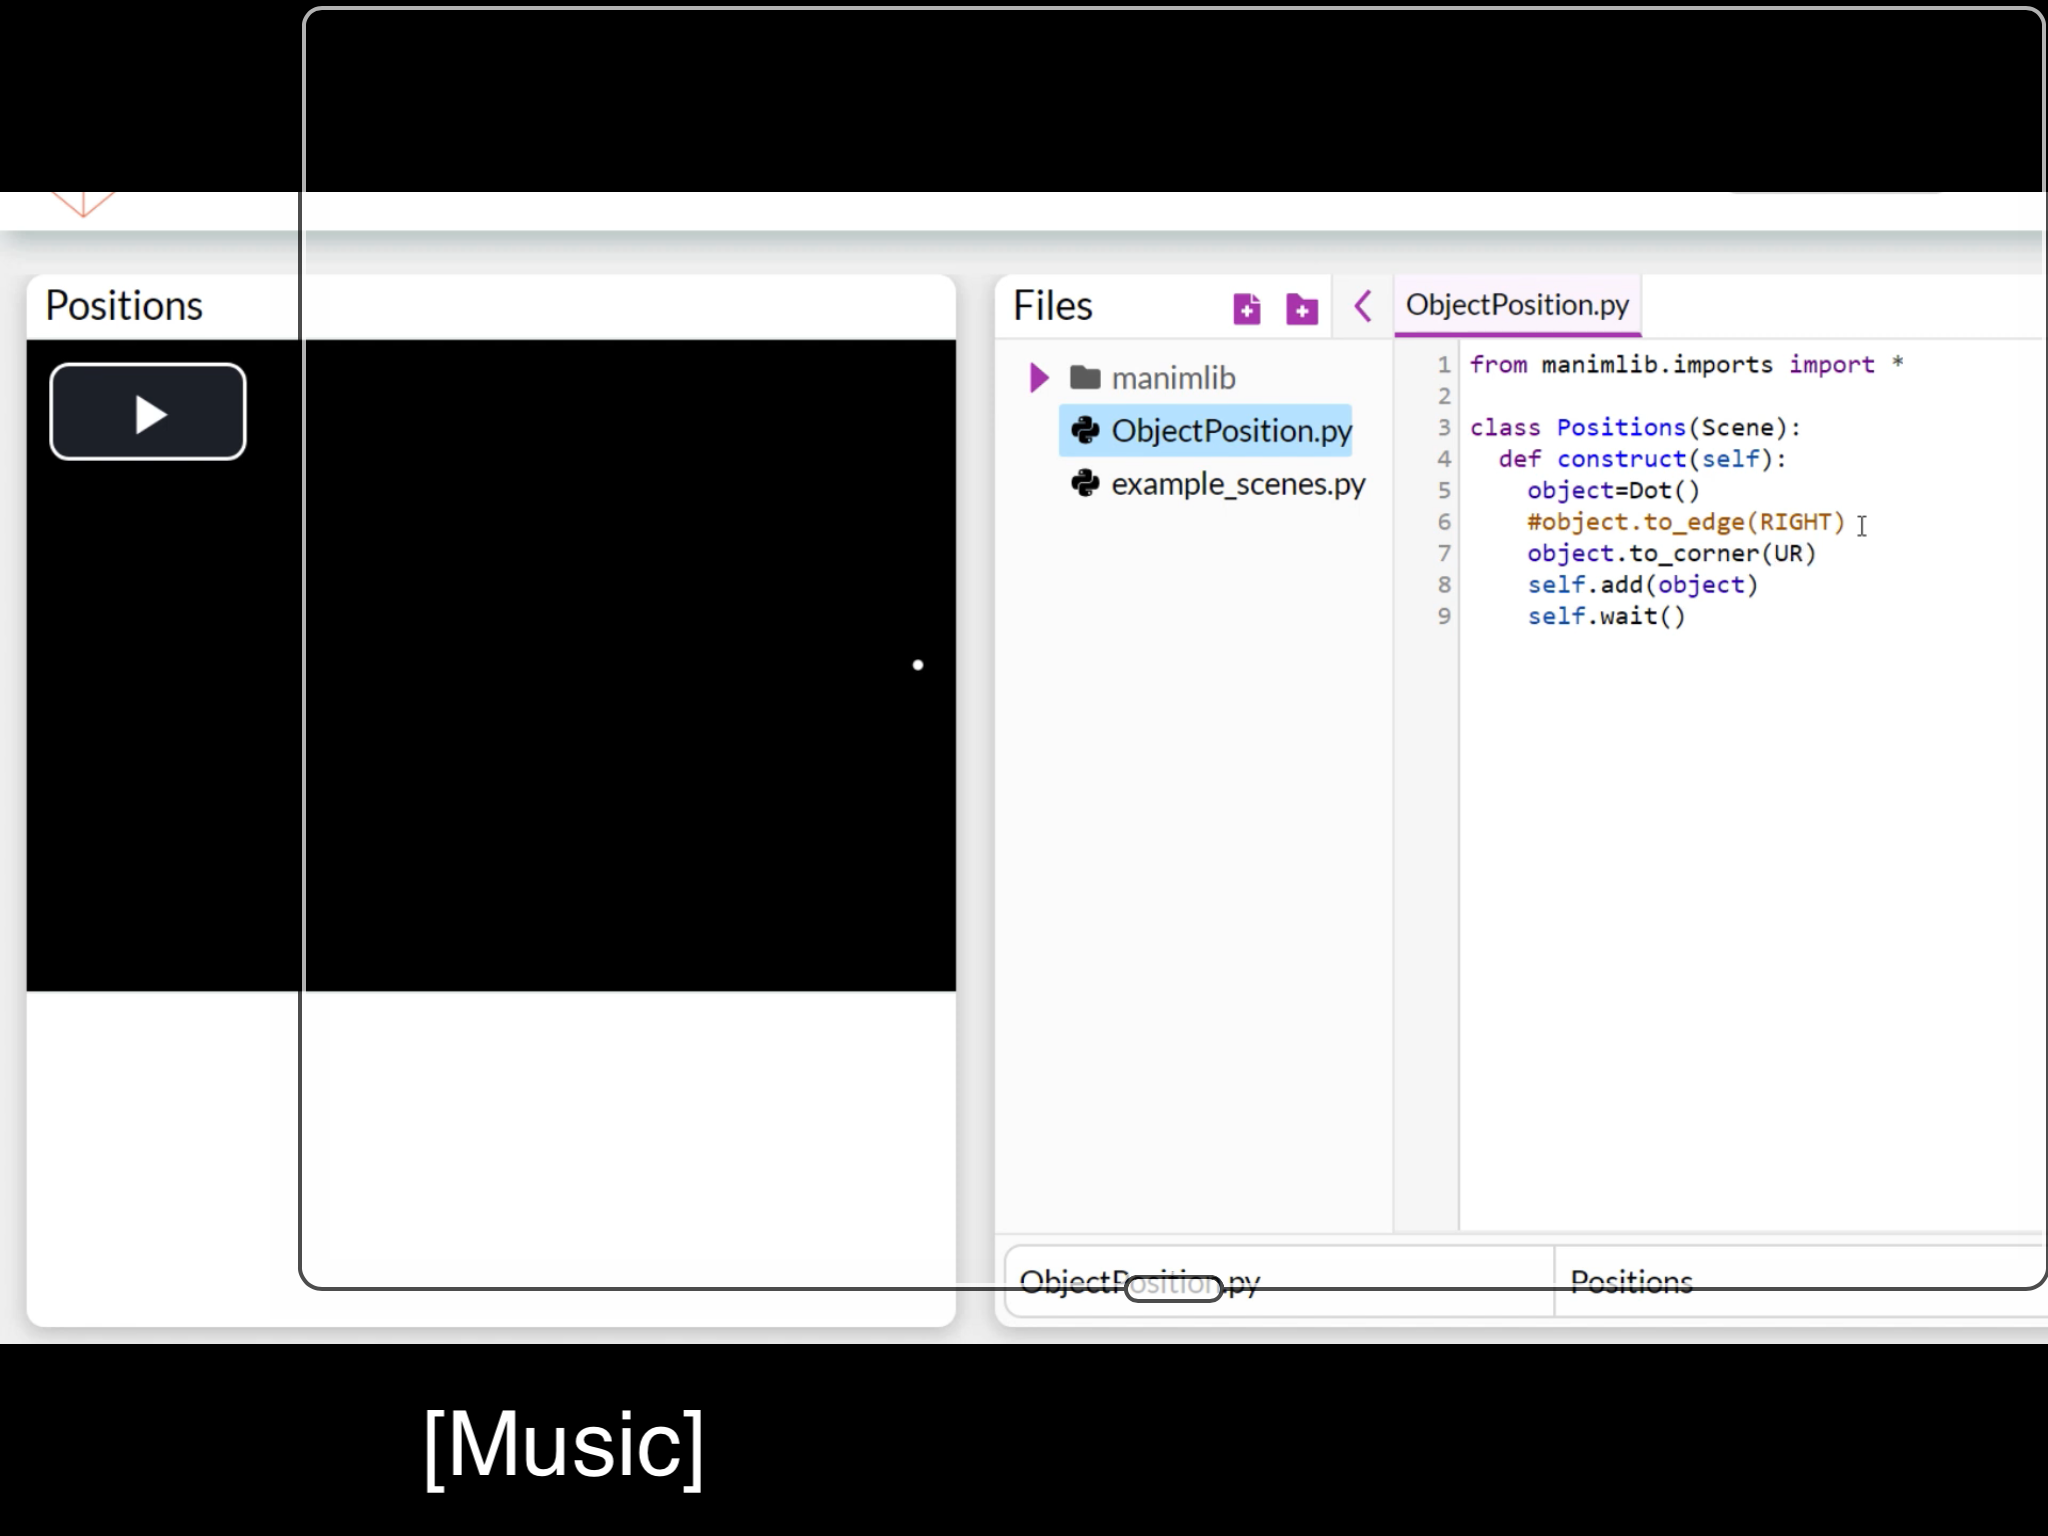 Positions
Files
ObjectPosition.py
manimlib
ObjectPosition.py
example_scenes.py
1 from manimlib.imports import *
2
3 class Positions(Scene):
4 def construct(self):
5 object=Dot()
6 #object.to_edge(RIGHT)
7 object.to_corner(UR)
8 self.add(object)
9 self.wait()
ObjectPosition.py
Positions
[Music]